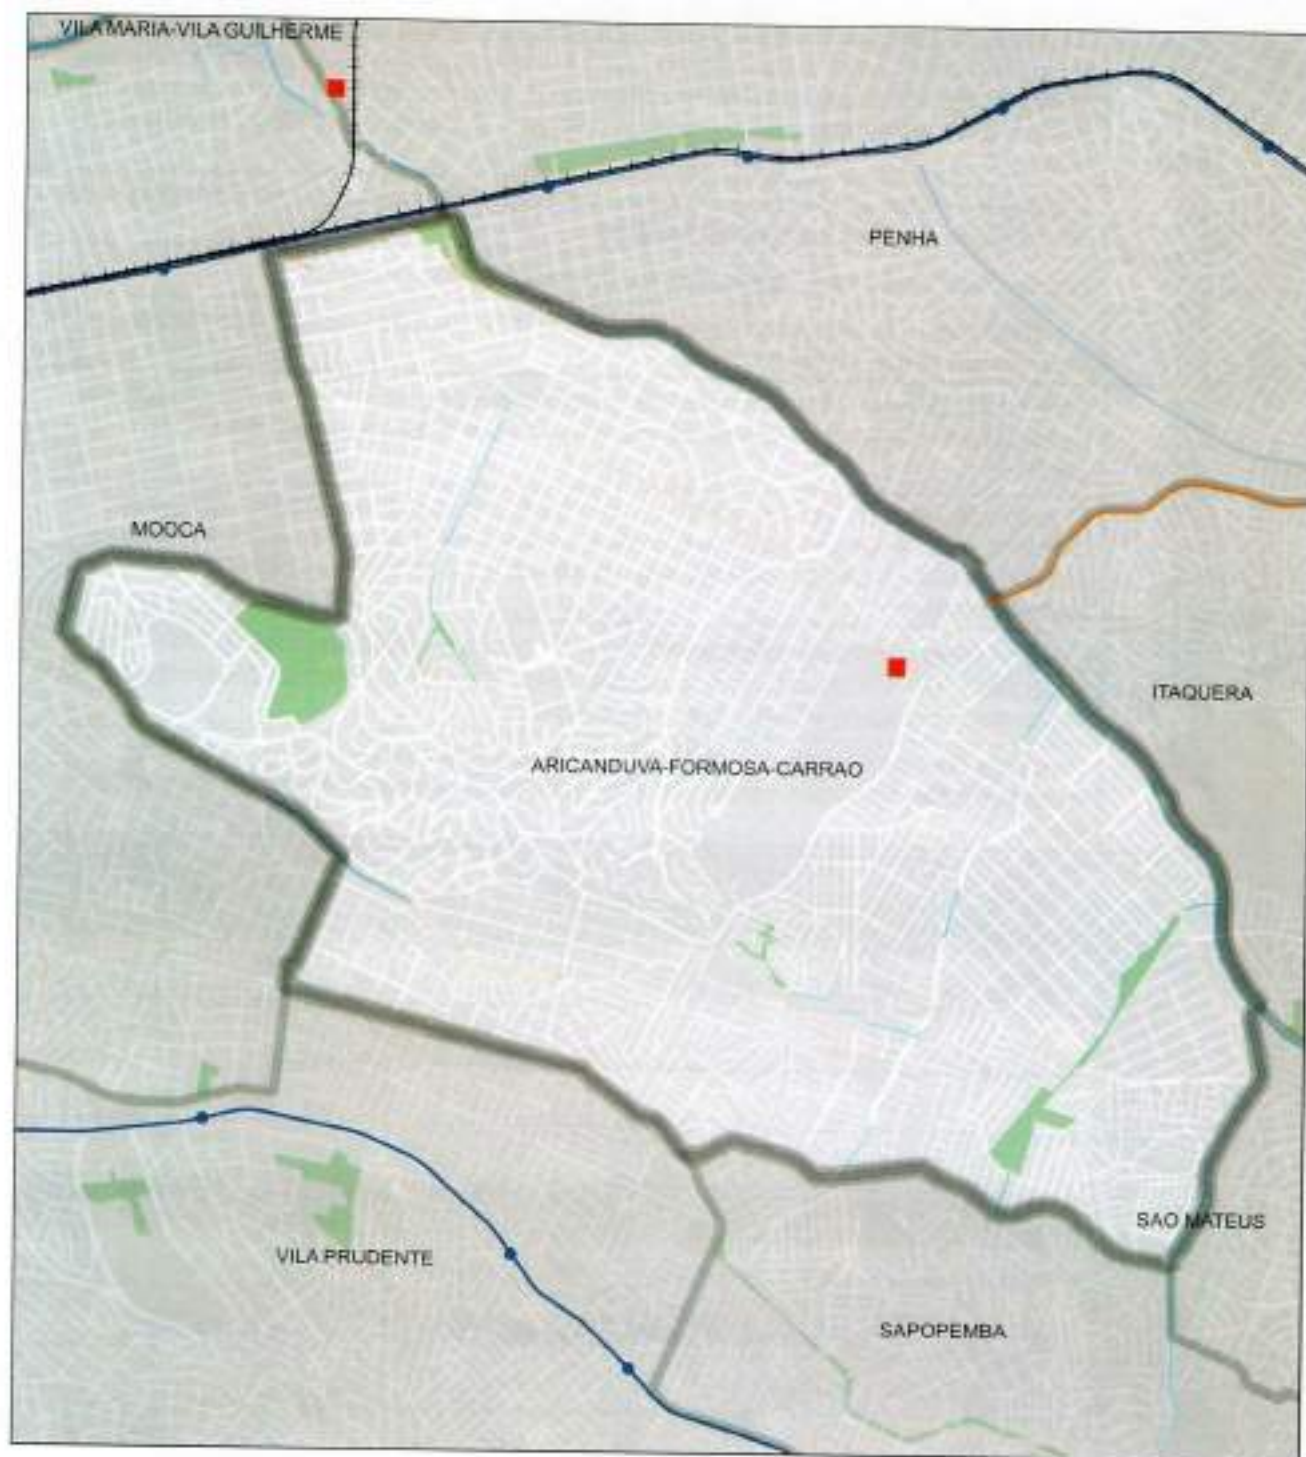 VILA MARIA-VILA GUILHERME
PENHA
MOOCA
ITAQUERA
ARICANDUVA-FORMOSA-CARRAO
SAO MATEUS
VILA PRUDENTE
SAPOPEMBA